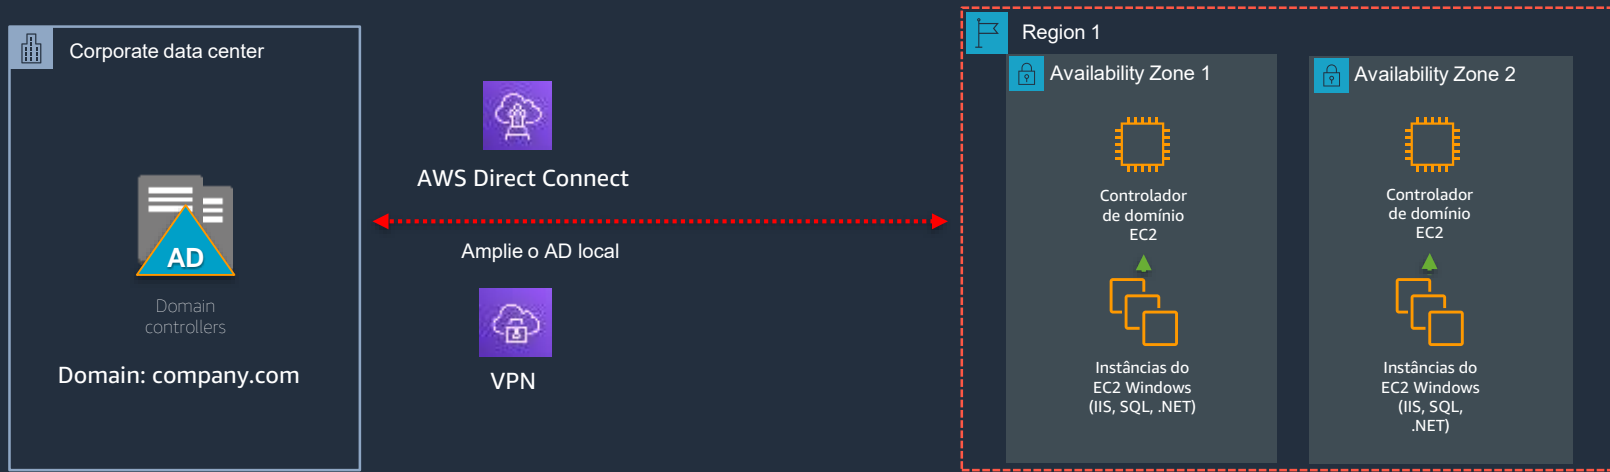 Corporate data center
AD
Domain
controllers
Domain: company.com
AWS Direct Connect
Amplie o AD local
VPN
Region 1
Availability Zone 1
Controlador
de domínio
EC2
Instâncias do
EC2 Windows
(IIS, SQL, .NET)
Availability Zone 2
Controlador
de domínio
EC2
Instâncias do
EC2 Windows
(IIS, SQL,
.NET)